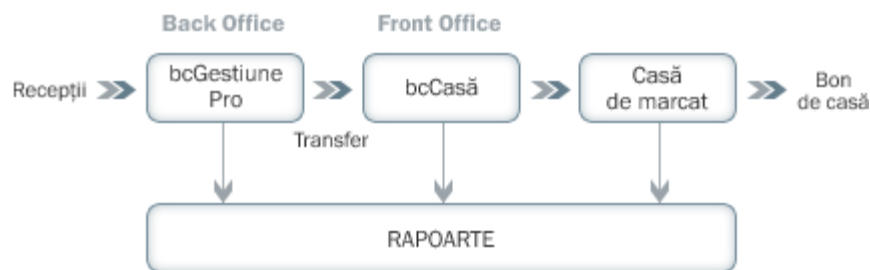 Back Office
Front Office
Recepții
bcGestiune
Pro
Transfer
bcCasă
Casă
de marcat
Bon
de casă
RAPOARTE